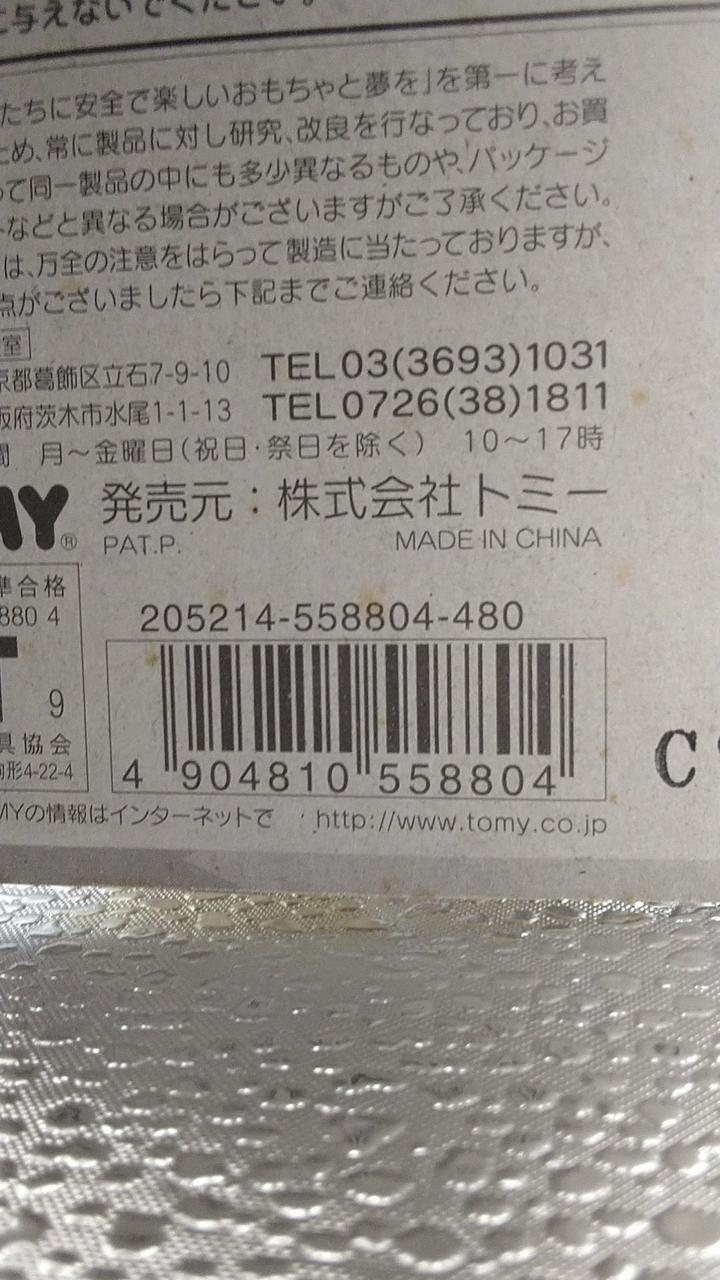 与えないでください。
たちに安全で楽しいおもちゃと夢を」を第一に考え
め、常に製品に対し研究、改良を行なっており、お買
て同一製品の中にも多少異なるものや、パッケージ
などと異なる場合がございますがご了承ください。
は、万全の注意をはらって製造に当たっておりますが、
点がございましたら下記までご連絡ください。
室
京都葛飾区立石7-9-10 TEL03(3693)1031
阪府茨木市水尾1-1-13 TEL0726(38)1811
間 月〜金曜日(祝日・祭日を除く) 10〜17時
MY® 発売元:株式会社トミー
PAT.P. MADE IN CHINA
準合格
880 4
205214-558804-480
T 9
具協会
形4-22-4
4 904810 558804
MYの情報はインターネットで http://www.tomy.co.jp
C